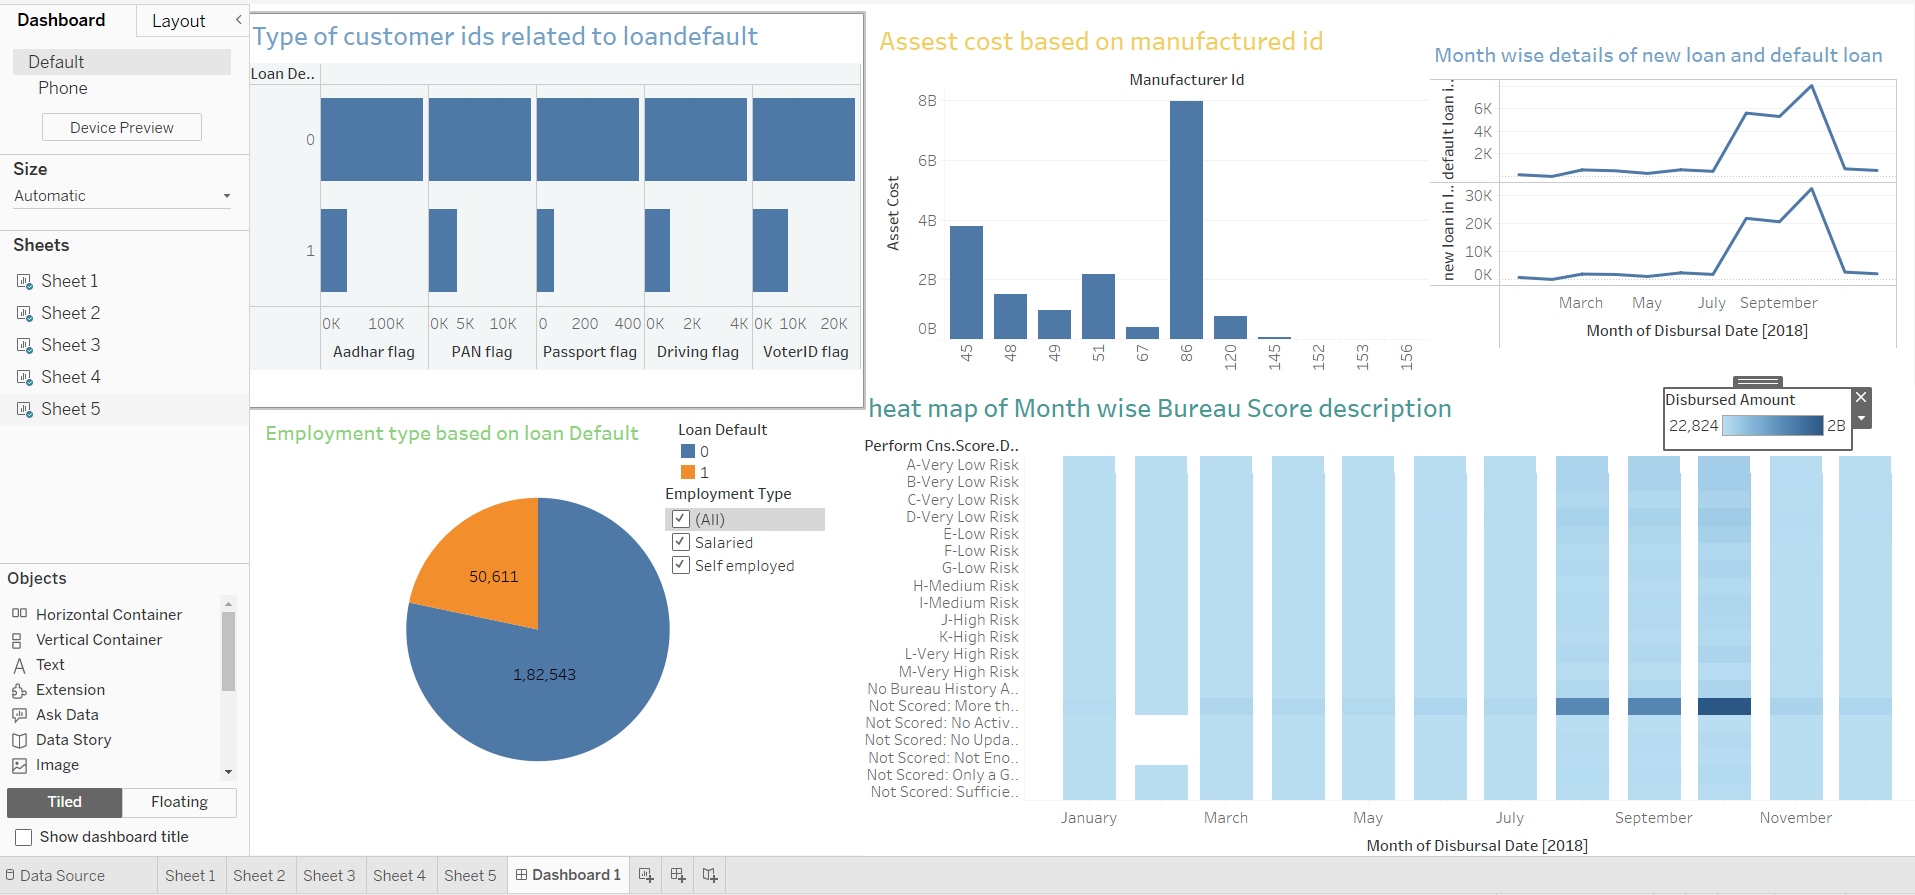 Dashboard
Layout
Default
Phone
Device Preview
Size
Automatic
Sheets
Sheet 1
Sheet 2
Sheet 3
Sheet 4
Sheet 5
Objects
Horizontal Container
Vertical Container
Text
Extension
Ask Data
Data Story
Image
Tiled
Floating
Show dashboard title
Type of customer ids related to loandefault
Loan De..
0
1
0K 100K
0K 5K 10K
0 200 400
0K 2K 4K
0K 10K 20K
Aadhar flag
PAN flag
Passport flag
Driving flag
VoterID flag
Assest cost based on manufactured id
Manufacturer Id
Asset Cost
8B
6B
4B
2B
0B
45 48 49 51 67 86 120 145 152 153 156
Month wise details of new loan and default loan
default loan i..
6K
4K
2K
new loan in l..
30K
20K
10K
0K
March May July September
Month of Disbursal Date [2018]
Employment type based on loan Default
50,611
1,82,543
Loan Default
0
1
Employment Type
(All)
Salaried
Self employed
heat map of Month wise Bureau Score description
Disbursed Amount
22,824 2B
Perform Cns.Score.D..
A-Very Low Risk
B-Very Low Risk
C-Very Low Risk
D-Very Low Risk
E-Low Risk
F-Low Risk
G-Low Risk
H-Medium Risk
I-Medium Risk
J-High Risk
K-High Risk
L-Very High Risk
M-Very High Risk
No Bureau History A..
Not Scored: More th..
Not Scored: No Activ..
Not Scored: No Upda..
Not Scored: Not Eno..
Not Scored: Only a G..
Not Scored: Sufficie..
January March May July September November
Month of Disbursal Date [2018]
Data Source
Sheet 1
Sheet 2
Sheet 3
Sheet 4
Sheet 5
Dashboard 1